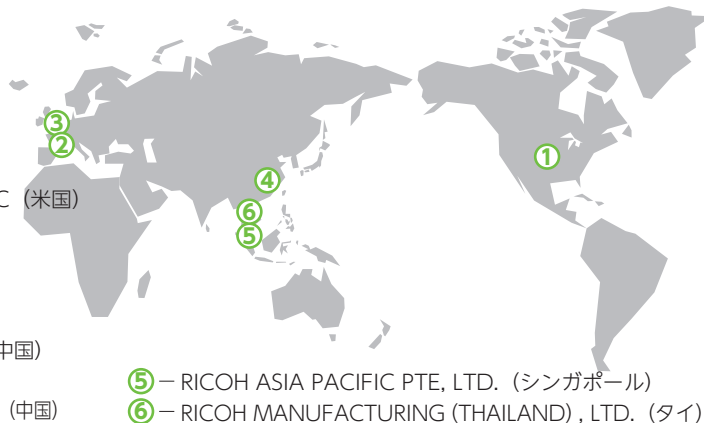 ③
②
①
④
C（米国）
⑥
⑤
中国）
⑤ － RICOH ASIA PACIFIC PTE, LTD.（シンガポール）
（中国） ⑥ － RICOH MANUFACTURING (THAILAND) , LTD.（タイ）